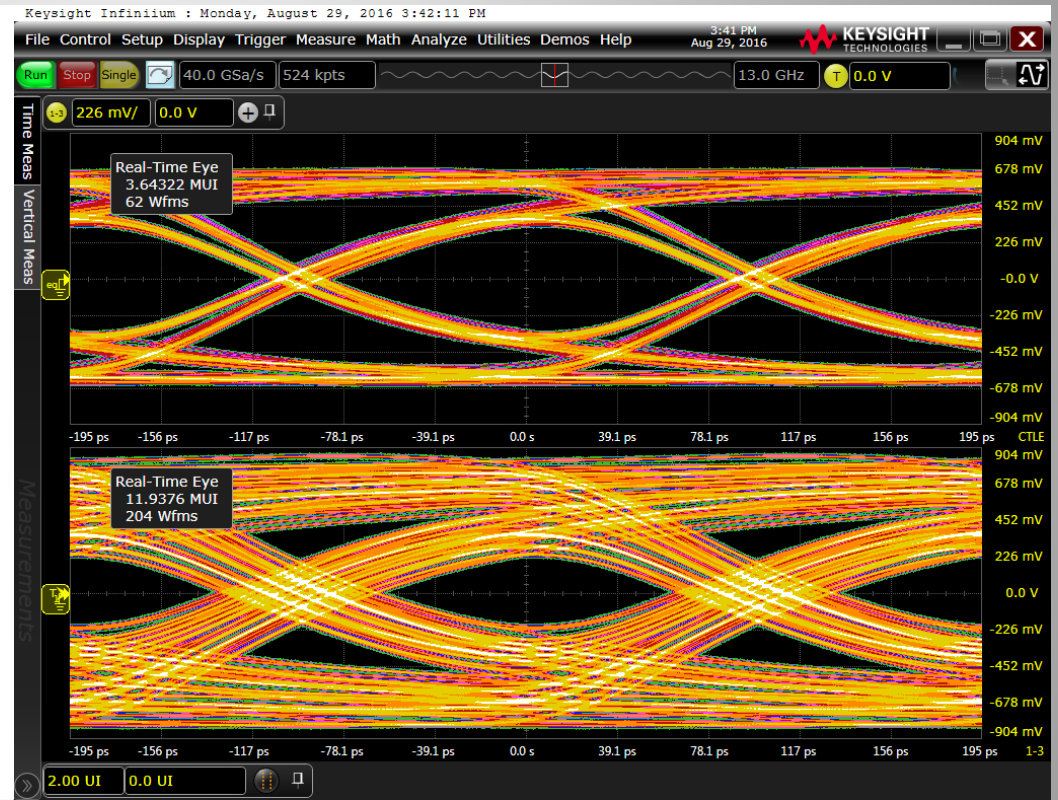 Keysight Infiniium : Monday, August 29, 2016 3:42:11 PM
File Control Setup Display Trigger Measure Math Analyze Utilities Demos Help
3:41 PM
Aug 29, 2016
KEYSIGHT
TECHNOLOGIES
X
Run Stop Single 40.0 GSa/s 524 kpts 13.0 GHz T 0.0 V
1-3 226 mV/ 0.0 V
Time Meas
Vertical Meas
Measurements
904 mV
Real-Time Eye
3.64322 MUI
62 Wfms
678 mV
452 mV
226 mV
eq
-0.0 V
-226 mV
-452 mV
-678 mV
-904 mV
-195 ps -156 ps -117 ps -78.1 ps -39.1 ps 0.0 s 39.1 ps 78.1 ps 117 ps 156 ps 195 ps CTLE
904 mV
Real-Time Eye
11.9376 MUI
204 Wfms
678 mV
452 mV
226 mV
0.0 V
-226 mV
-452 mV
-678 mV
-904 mV
-195 ps -156 ps -117 ps -78.1 ps -39.1 ps 0.0 s 39.1 ps 78.1 ps 117 ps 156 ps 195 ps 1-3
2.00 UI 0.0 UI